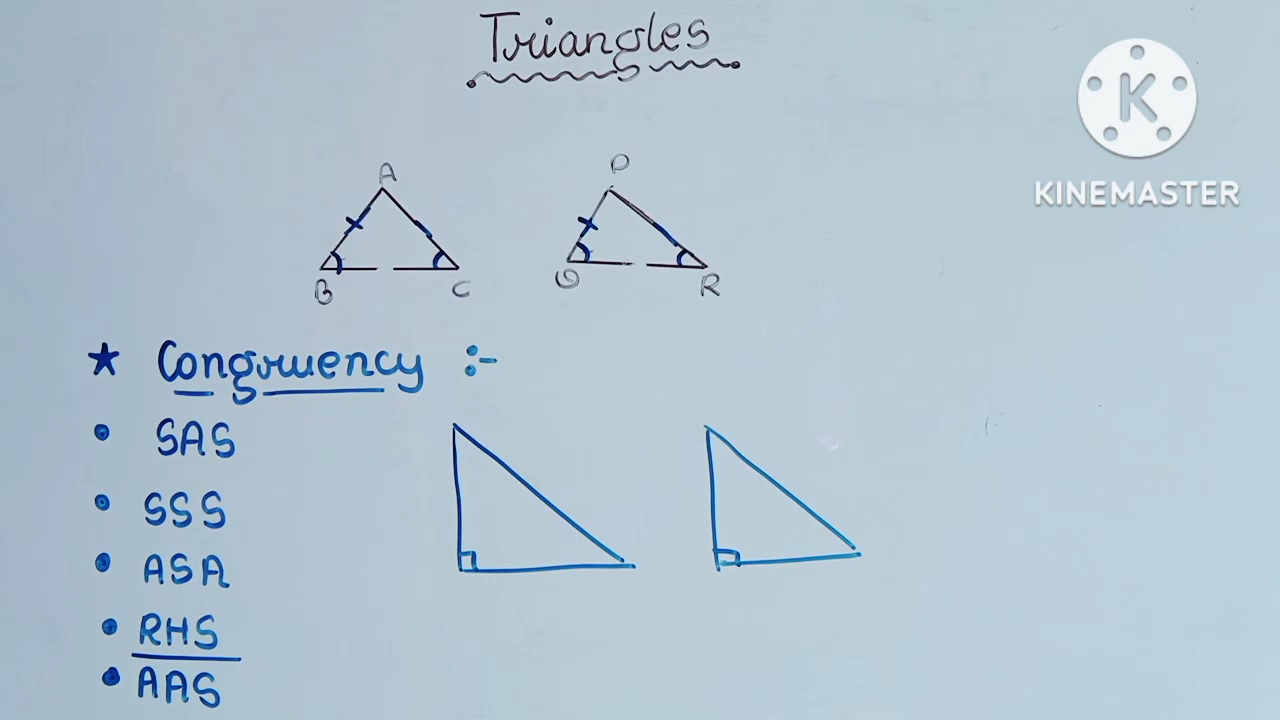 Triangles
A
P
B
C
Q
R
★ Congruency :-
• SAS
• SSS
• ASA
• RHS
• AAS
K
KINEMASTER